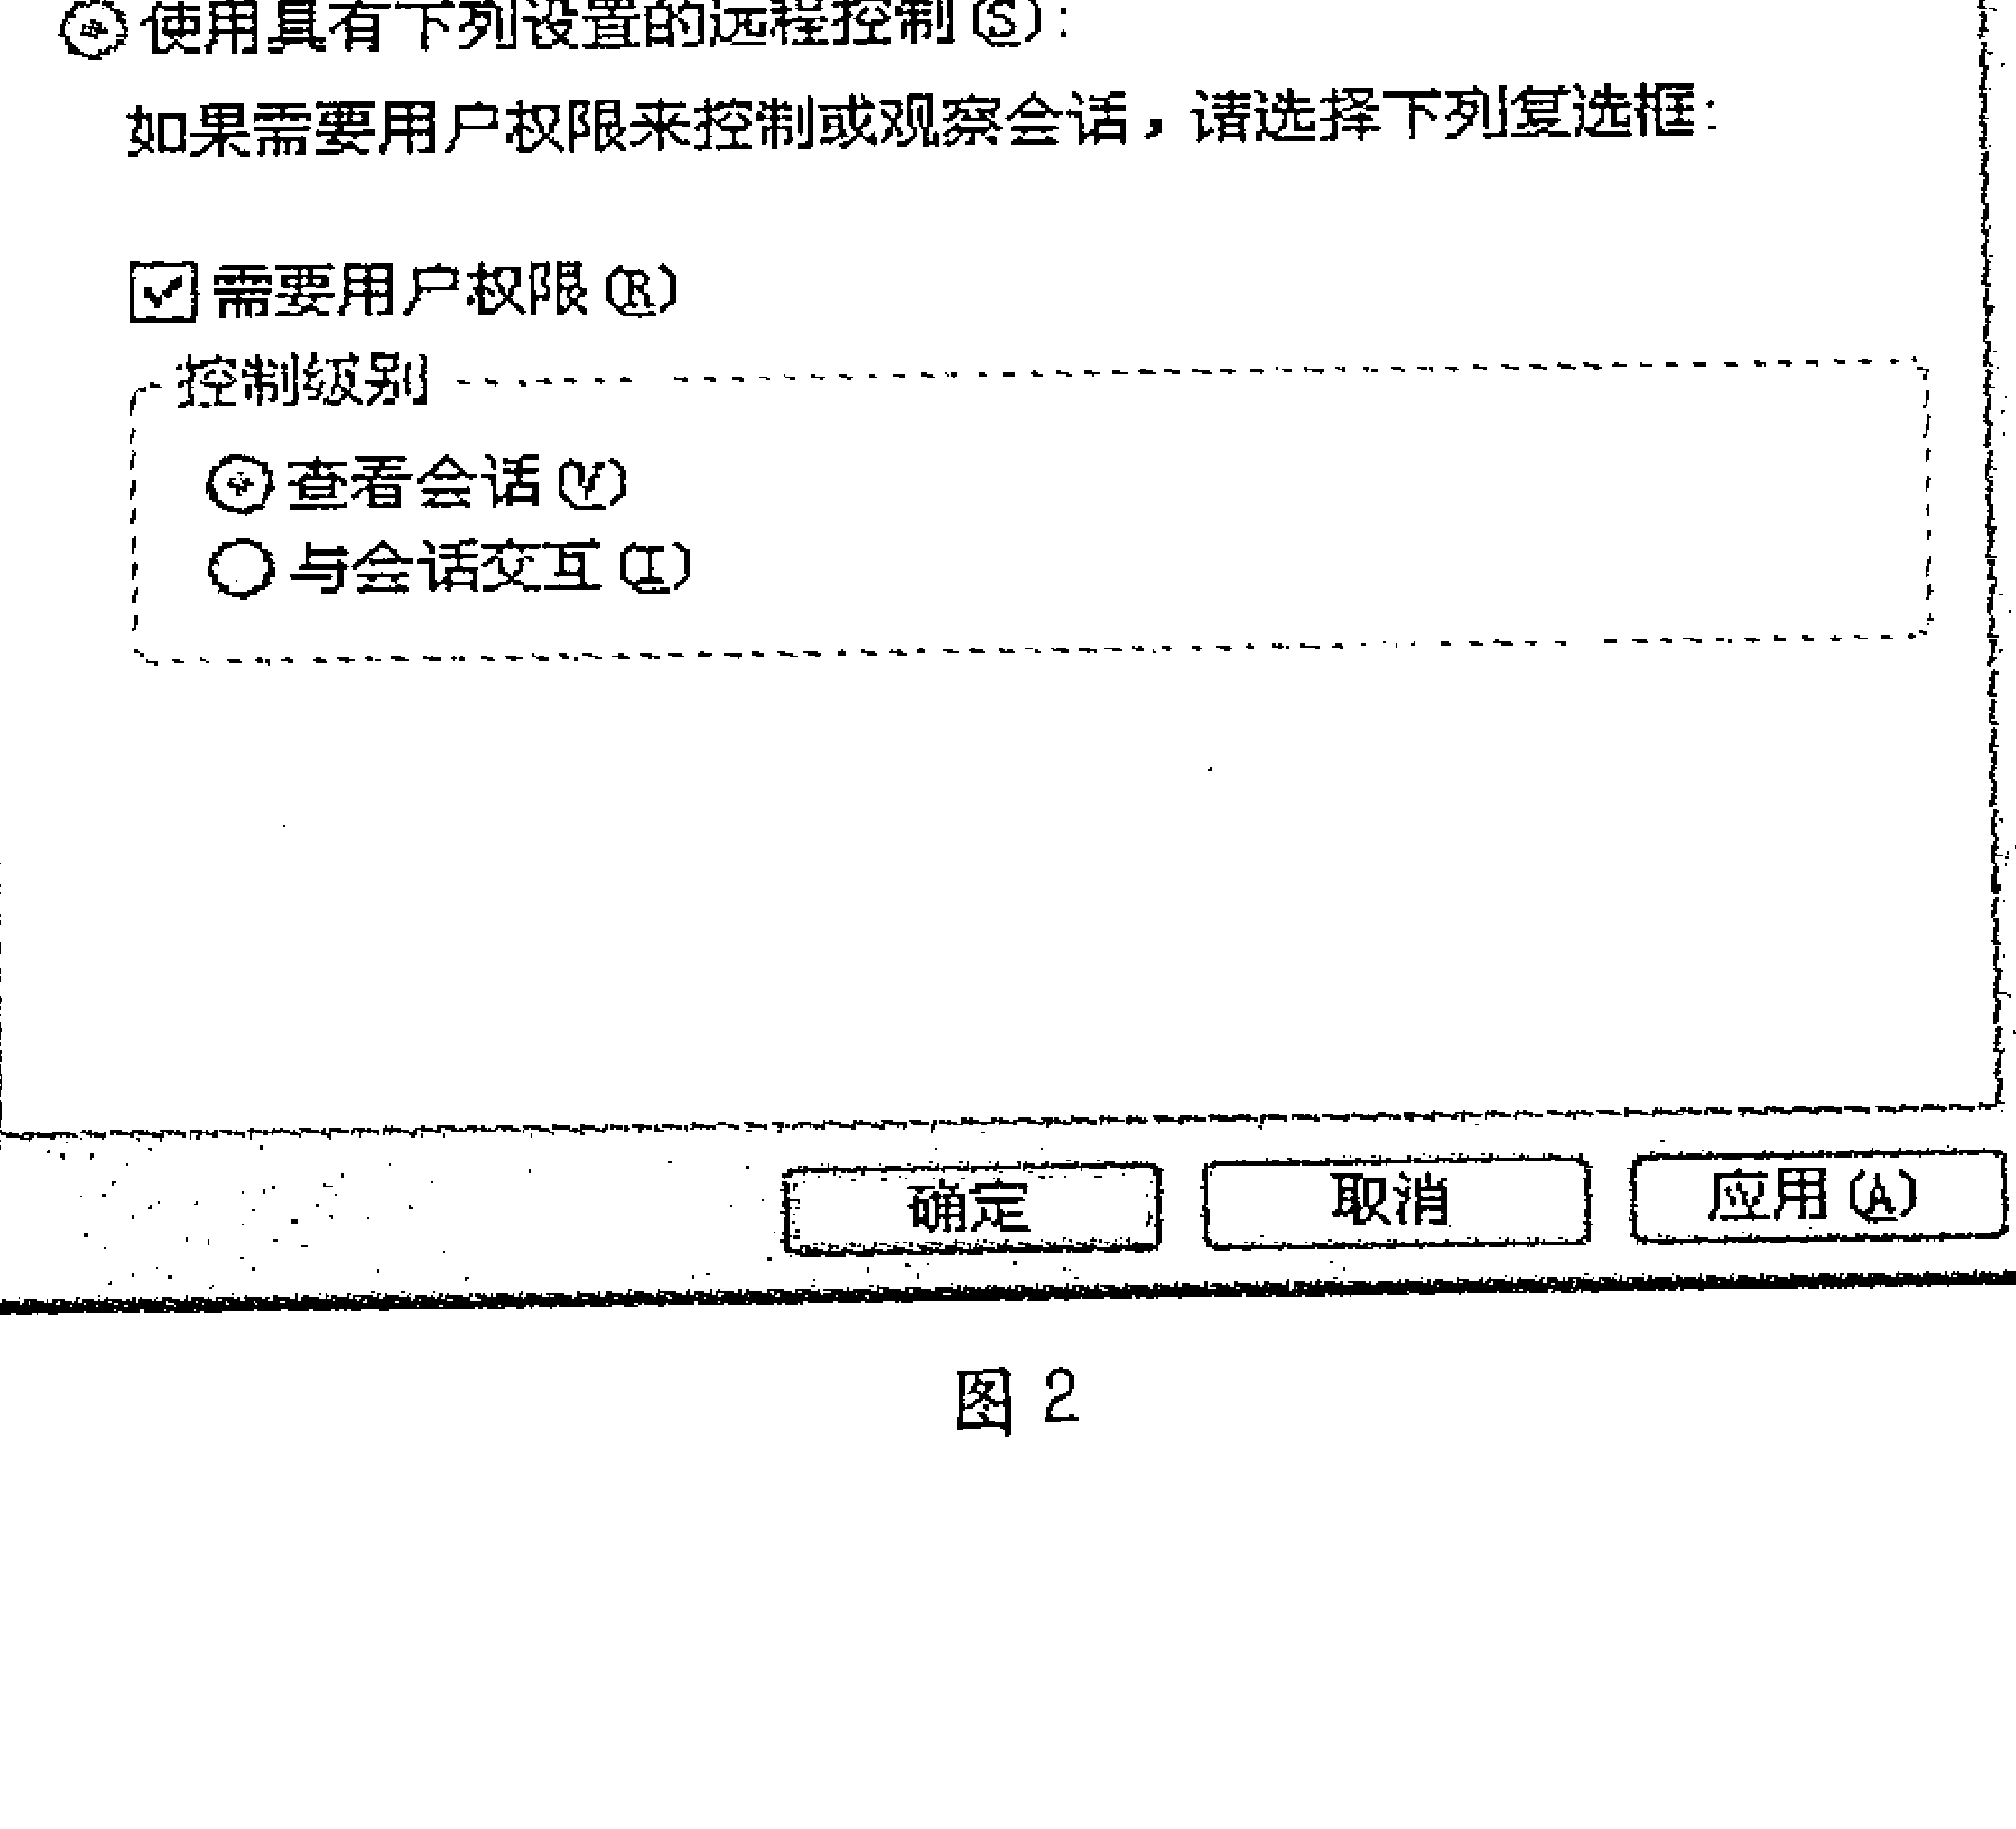 使用具有下列设置的远程控制(S):
如果需要用户权限来控制或观察会话，请选择下列复选框:
需要用户权限(R)
控制级别
查看会话(V)
与会话交互(I)
确定 取消 应用(A)
图 2